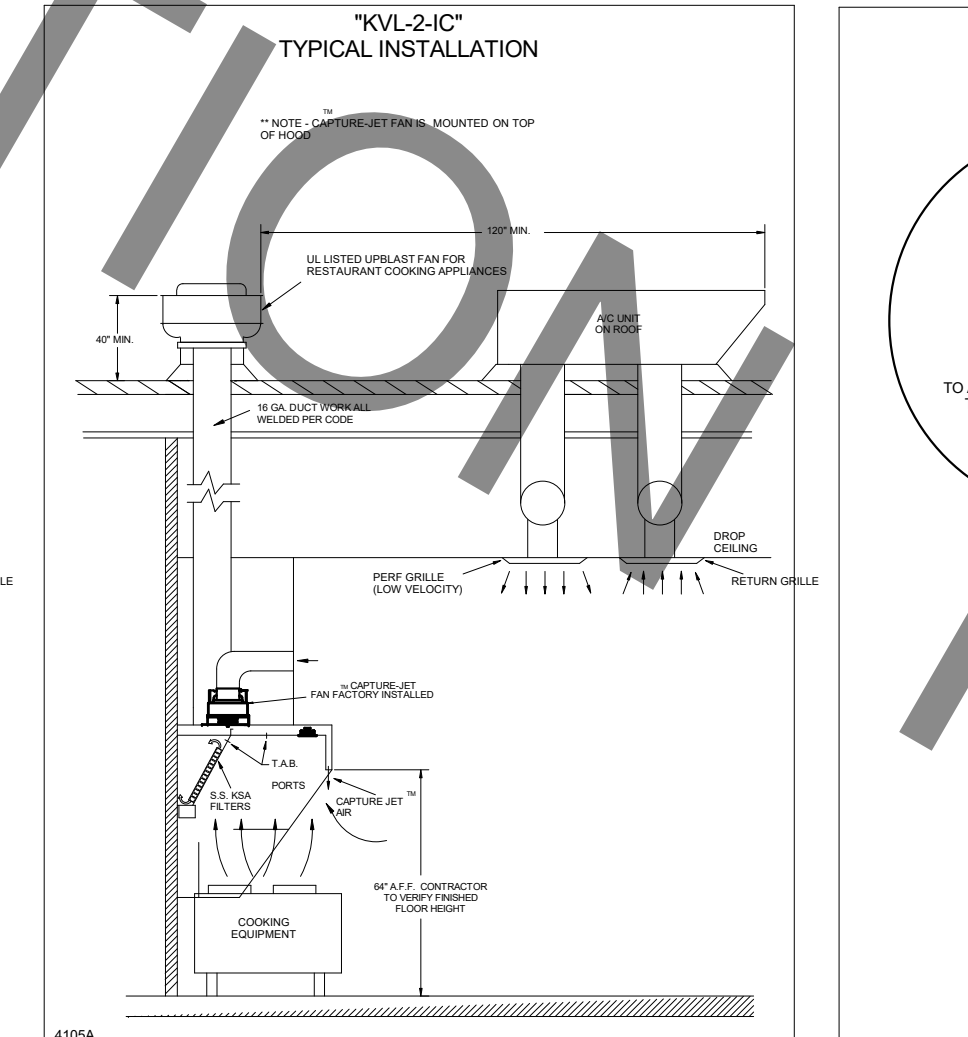 "KVL-2-IC"
TYPICAL INSTALLATION
TM
** NOTE - CAPTURE-JET FAN IS MOUNTED ON TOP
OF HOOD
120" MIN.
UL LISTED UPBLAST FAN FOR
RESTAURANT COOKING APPLIANCES
A/C UNIT
ON ROOF
40" MIN.
16 GA. DUCT WORK ALL
WELDED PER CODE
DROP
CEILING
PERF GRILLE
(LOW VELOCITY)
RETURN GRILLE
LE
TO
TM CAPTURE-JET
FAN FACTORY INSTALLED
T.A.B.
PORTS
S.S. KSA
FILTERS
CAPTURE JET TM
AIR
64" A.F.F. CONTRACTOR
TO VERIFY FINISHED
FLOOR HEIGHT
COOKING
EQUIPMENT
4105A
TION